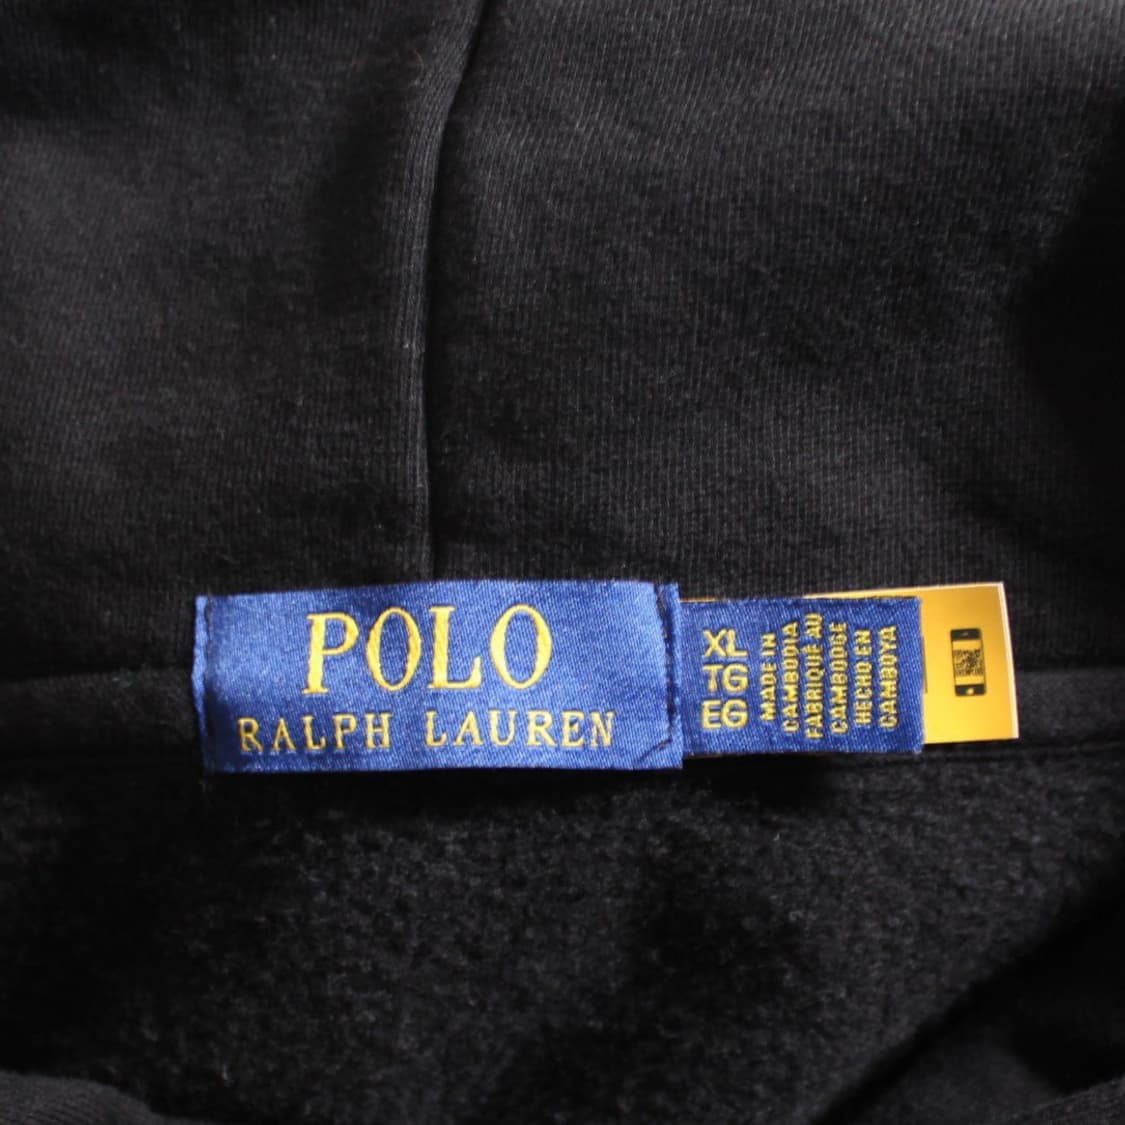 POLO
RALPH LAUREN
XL
TG
EG
MADE IN
CAMBODIA
FABRIQUÉ AU
CAMBODGE
HECHO EN
CAMBOYA